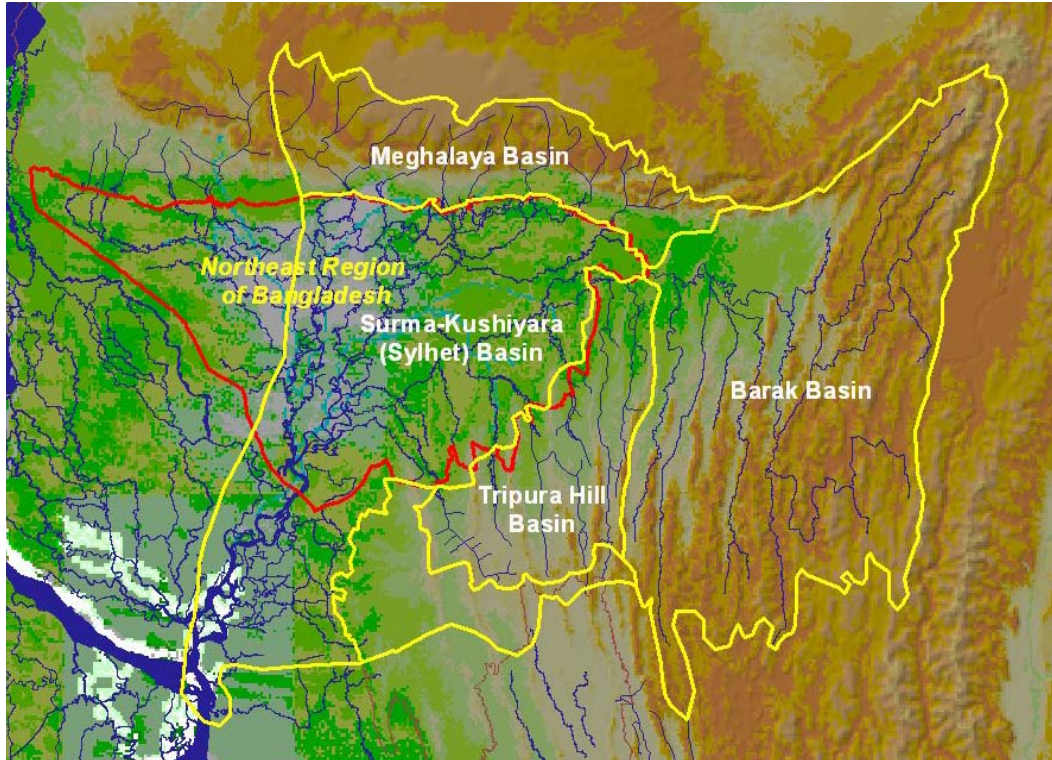 Meghalaya Basin
Northeast Region
of Bangladesh
Surma-Kushiyara
(Sylhet) Basin
Barak Basin
Tripura Hill
Basin